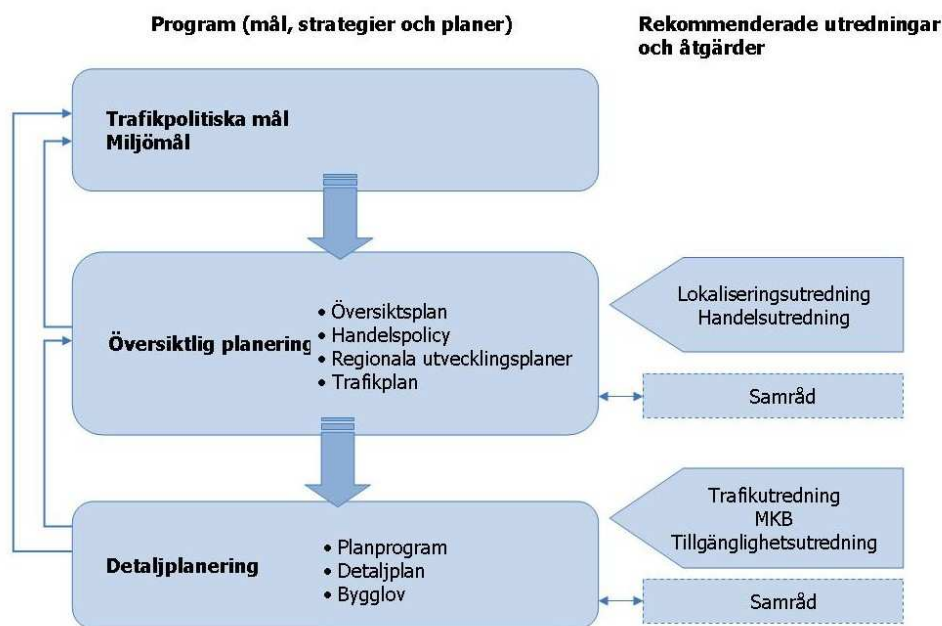 Program (mål, strategier och planer)
Rekommenderade utredningar
och åtgärder
Trafikpolitiska mål
Miljömål
Översiktlig planering
• Översiktsplan
• Handelspolicy
• Regionala utvecklingsplaner
• Trafikplan
Lokaliseringsutredning
Handelsutredning
Samråd
Detaljplanering
• Planprogram
• Detaljplan
• Bygglov
Trafikutredning
MKB
Tillgänglighetsutredning
Samråd